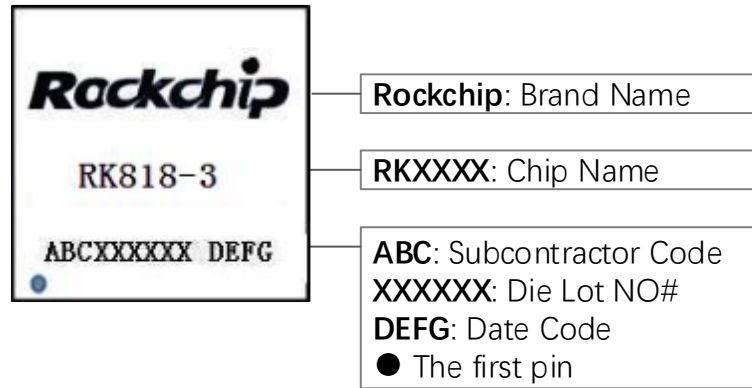 Rockchip
RK818-3
ABCXXXXXX DEFG
Rockchip: Brand Name
RKXXXX: Chip Name
ABC: Subcontractor Code
XXXXXX: Die Lot NO#
DEFG: Date Code
● The first pin